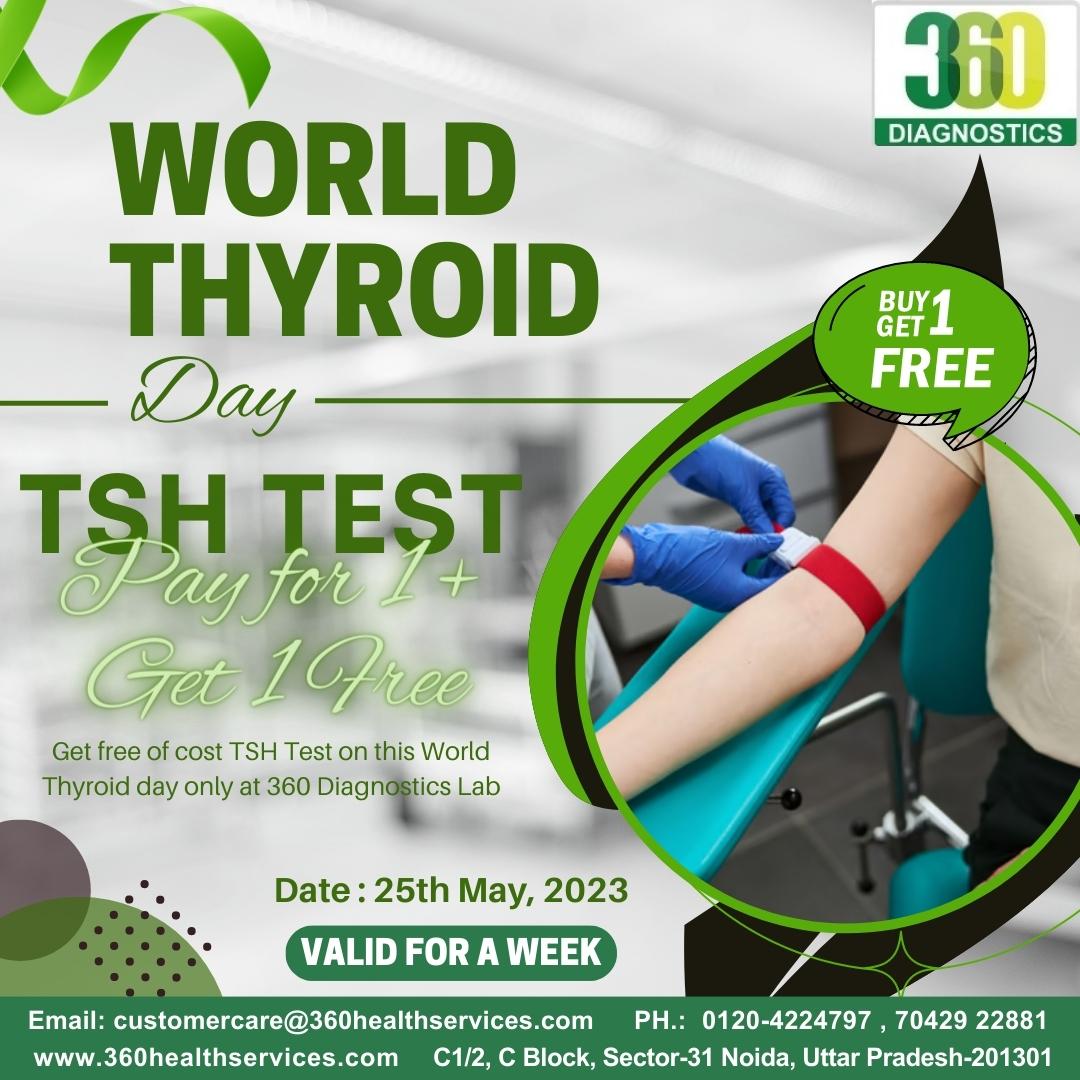 360
DIAGNOSTICS
WORLD
THYROID
Day
BUY 1
GET
FREE
TSH TEST
Pay for 1 +
Get 1 Free
Get free of cost TSH Test on this World
Thyroid day only at 360 Diagnostics Lab
Date : 25th May, 2023
VALID FOR A WEEK
Email: customercare@360healthservices.com PH.: 0120-4224797 , 70429 22881
www.360healthservices.com C1/2, C Block, Sector-31 Noida, Uttar Pradesh-201301